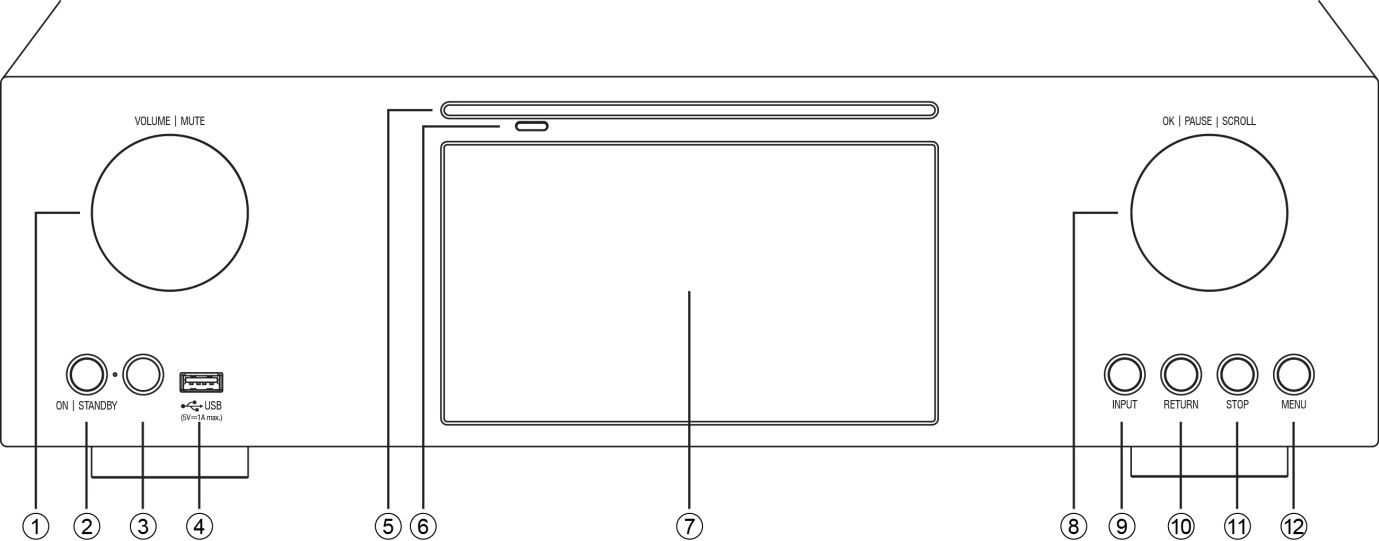 VOLUME | MUTE
OK | PAUSE | SCROLL
ON | STANDBY
USB
(5V⎓1A max.)
INPUT
RETURN
STOP
MENU
① ② ③ ④ ⑤ ⑥ ⑦ ⑧ ⑨ ⑩ ⑪ ⑫